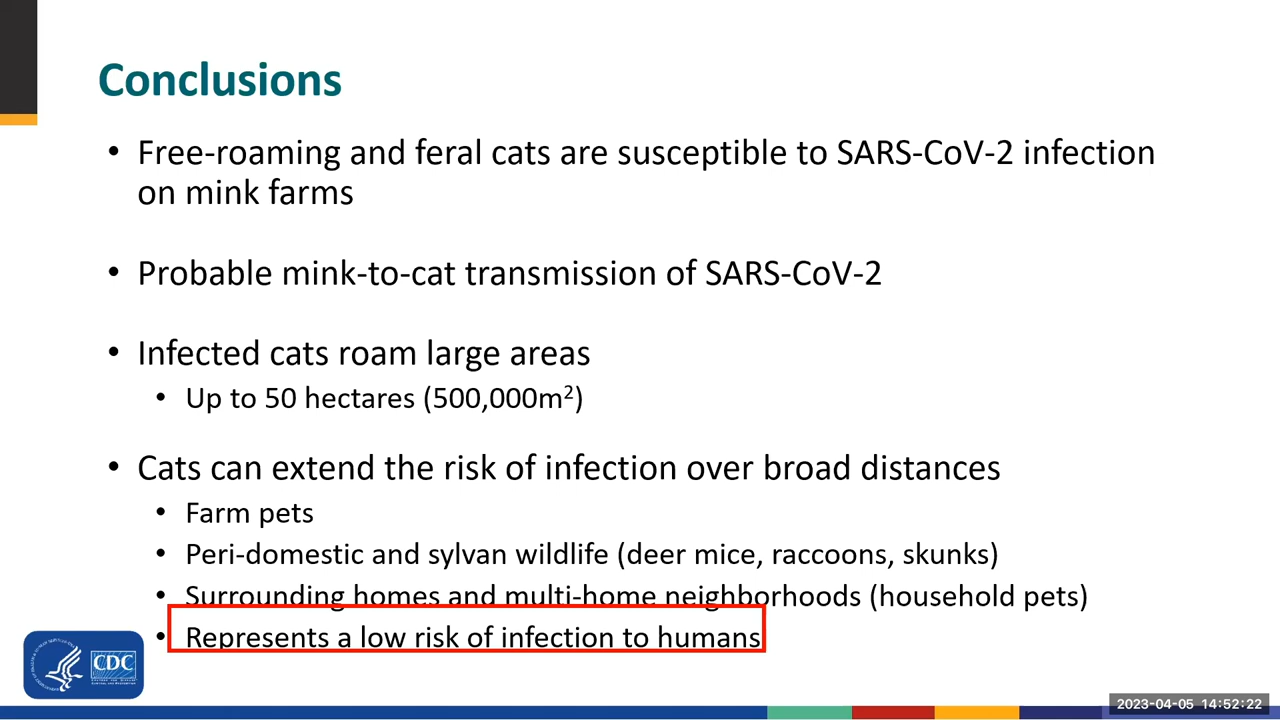 Conclusions
• Free-roaming and feral cats are susceptible to SARS-CoV-2 infection
on mink farms
• Probable mink-to-cat transmission of SARS-CoV-2
• Infected cats roam large areas
• Up to 50 hectares (500,000m²)
• Cats can extend the risk of infection over broad distances
• Farm pets
• Peri-domestic and sylvan wildlife (deer mice, raccoons, skunks)
• Surrounding homes and multi-home neighborhoods (household pets)
• Represents a low risk of infection to humans
CDC
2023-04-05 14:52:22